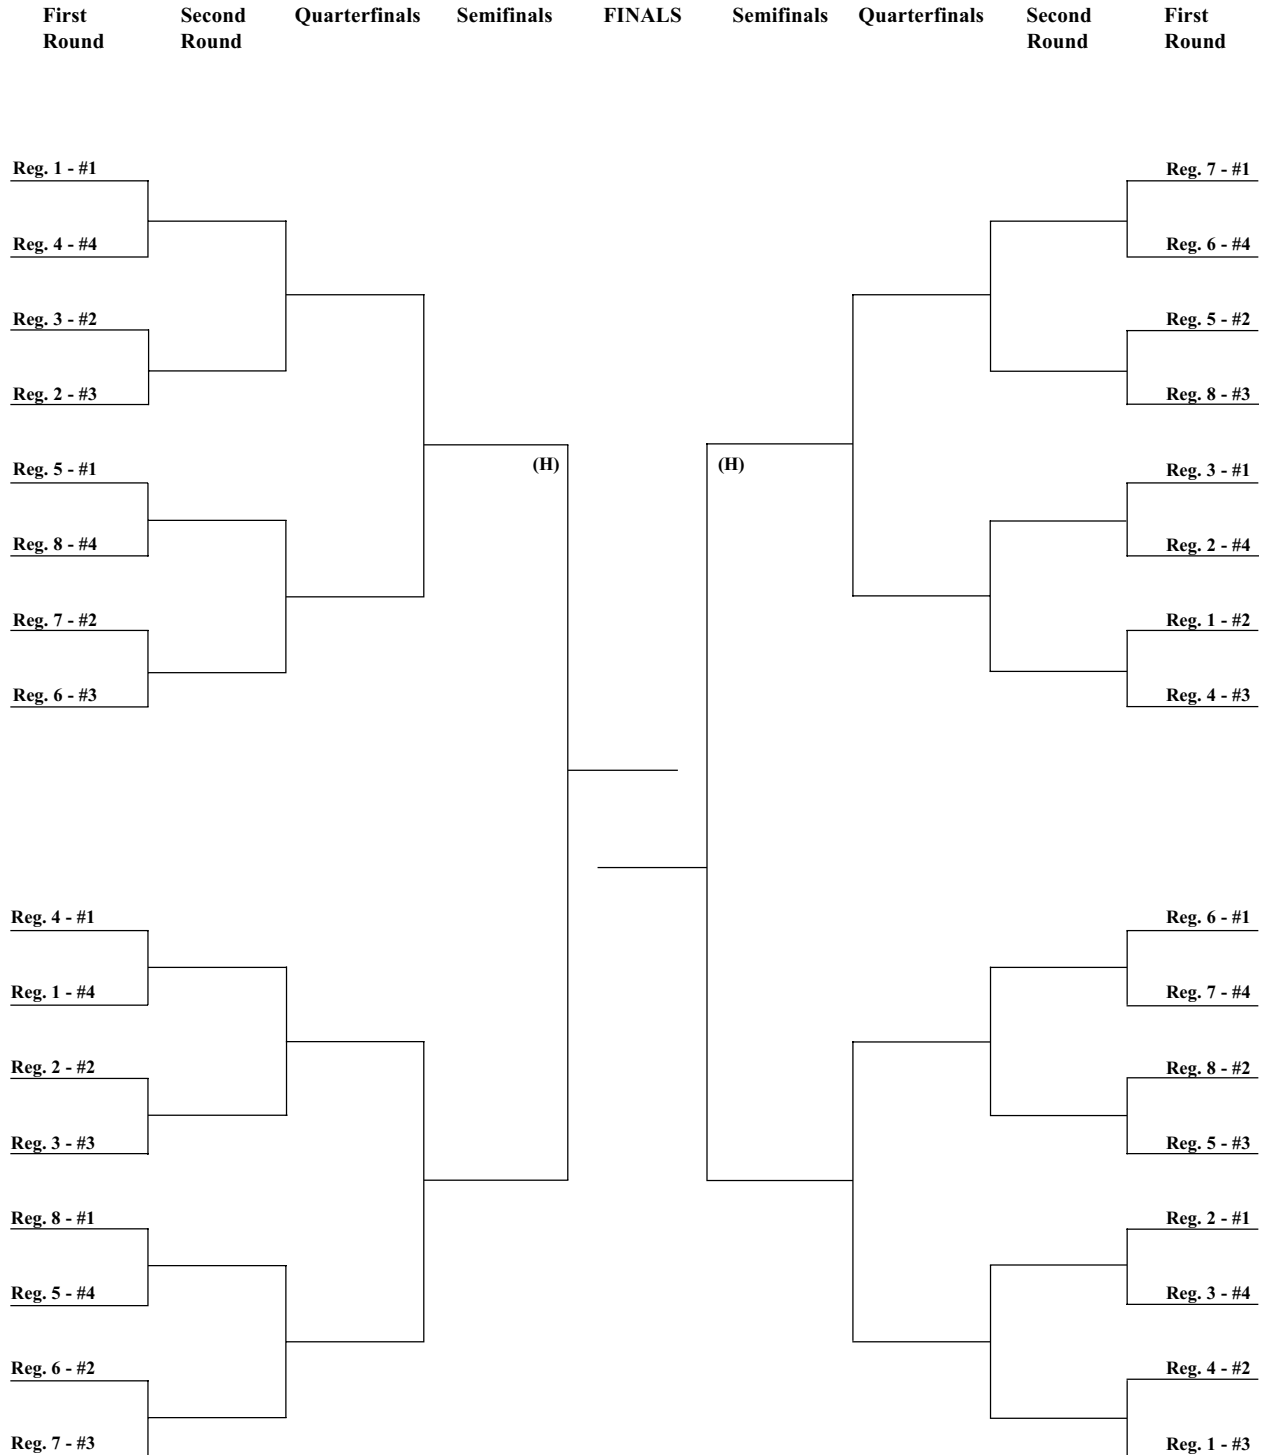 First Round
Second Round
Quarterfinals
Semifinals
FINALS
Semifinals
Quarterfinals
Second Round
First Round
Reg. 1 - #1
Reg. 4 - #4
Reg. 3 - #2
Reg. 2 - #3
Reg. 5 - #1
Reg. 8 - #4
Reg. 7 - #2
Reg. 6 - #3
(H)
Reg. 4 - #1
Reg. 1 - #4
Reg. 2 - #2
Reg. 3 - #3
Reg. 8 - #1
Reg. 5 - #4
Reg. 6 - #2
Reg. 7 - #3
Reg. 7 - #1
Reg. 6 - #4
Reg. 5 - #2
Reg. 8 - #3
(H)
Reg. 3 - #1
Reg. 2 - #4
Reg. 1 - #2
Reg. 4 - #3
Reg. 6 - #1
Reg. 7 - #4
Reg. 8 - #2
Reg. 5 - #3
Reg. 2 - #1
Reg. 3 - #4
Reg. 4 - #2
Reg. 1 - #3